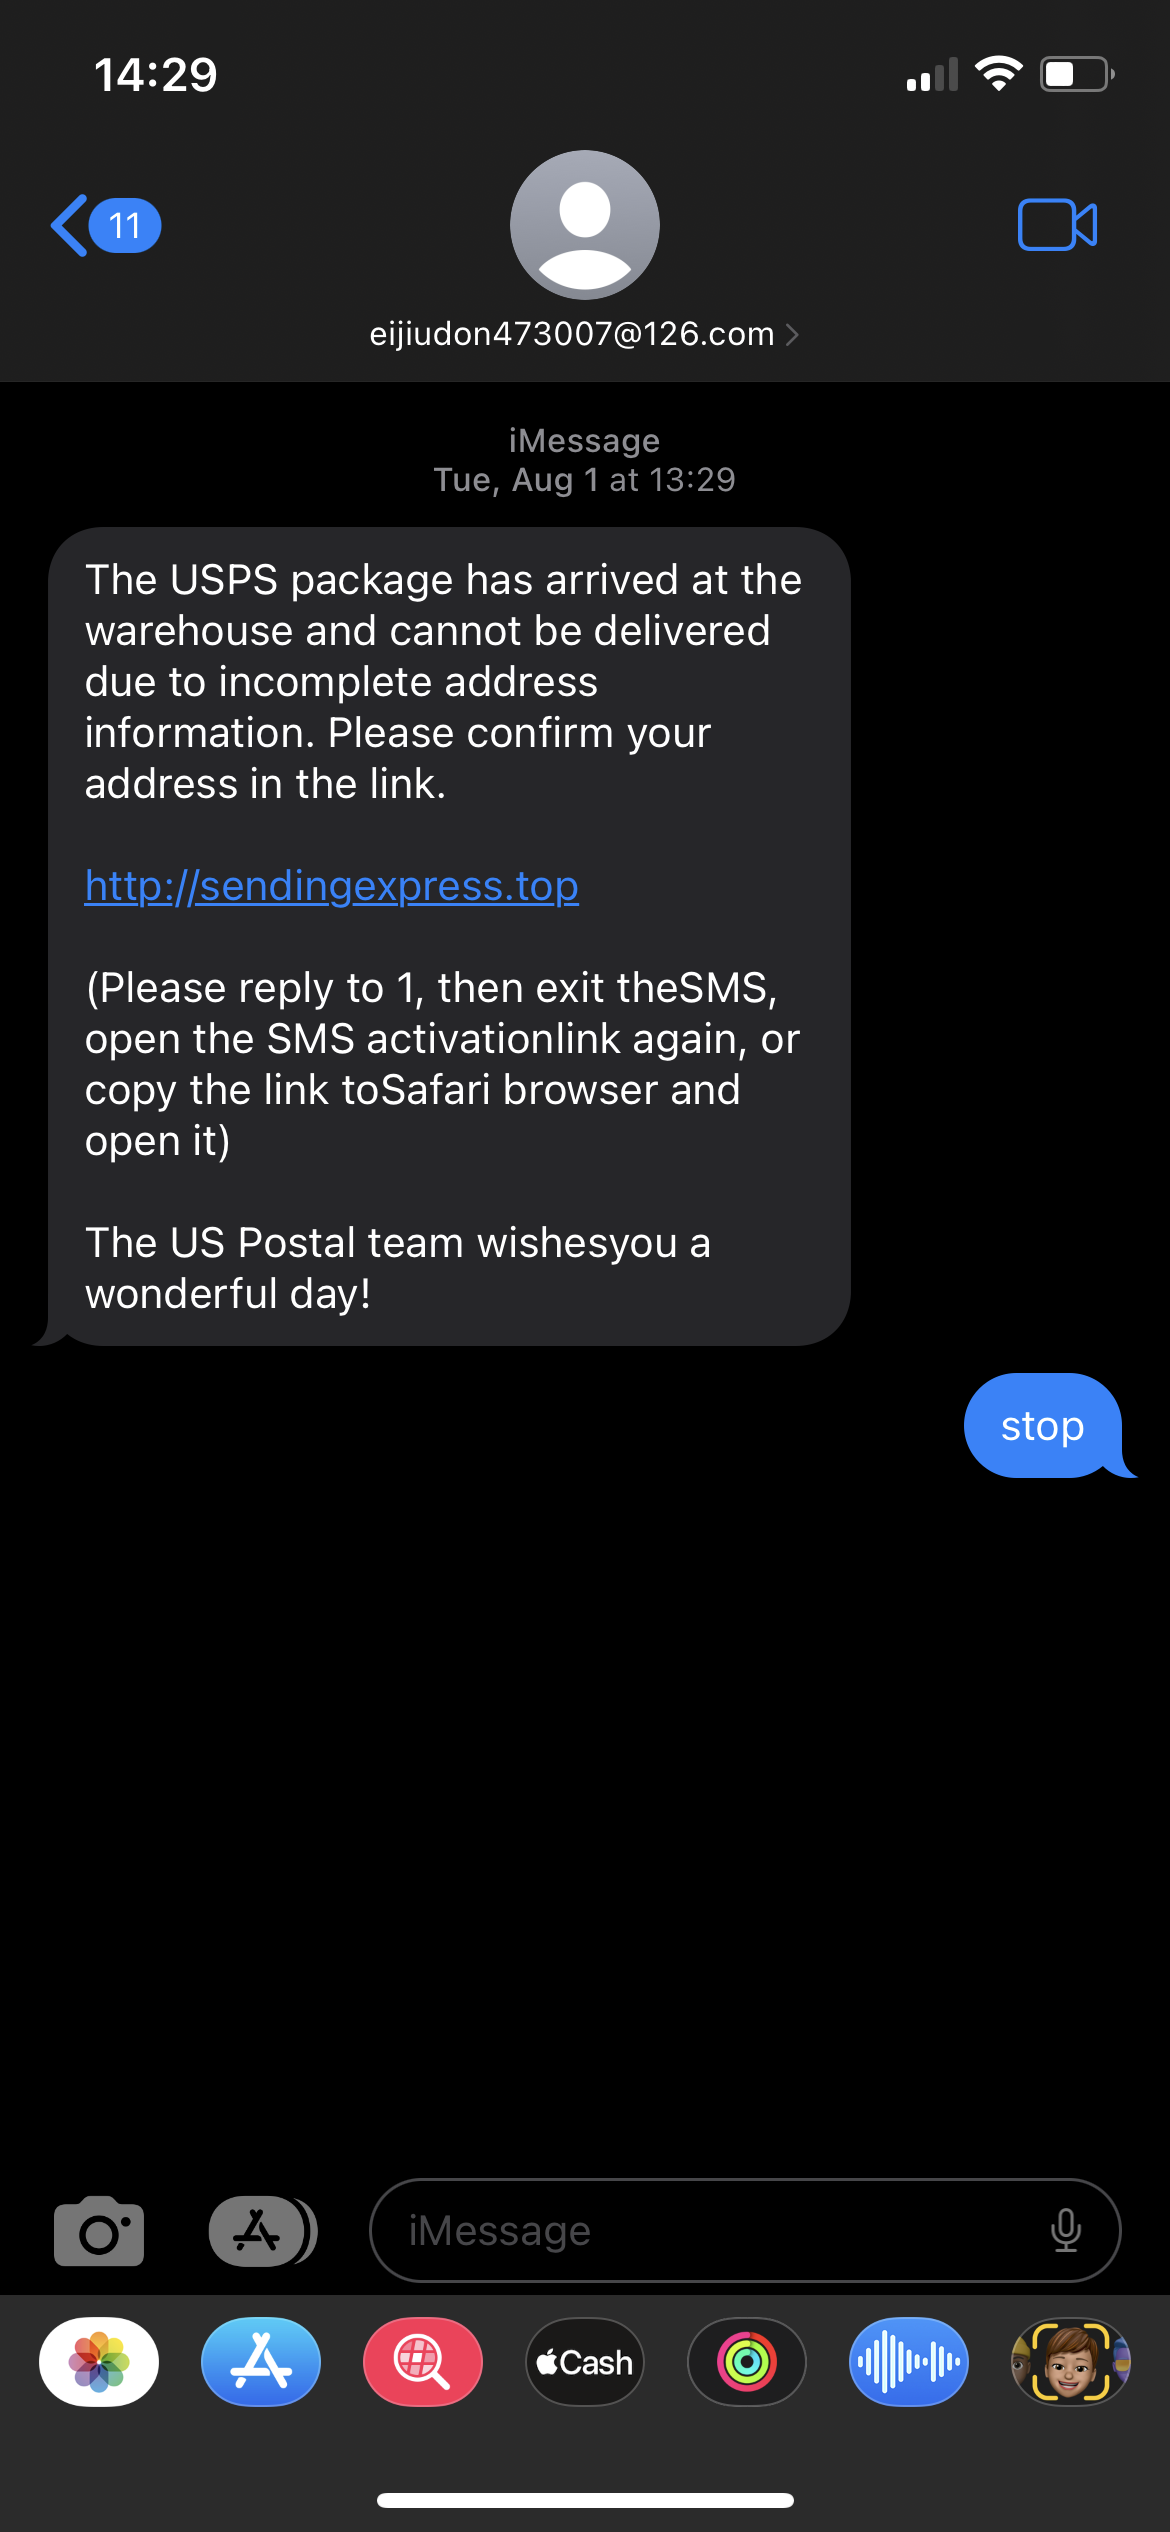 14:29
11
eijiudon473007@126.com
iMessage
Tue, Aug 1 at 13:29
The USPS package has arrived at the
warehouse and cannot be delivered
due to incomplete address
information. Please confirm your
address in the link.
http://sendingexpress.top
(Please reply to 1, then exit theSMS,
open the SMS activationlink again, or
copy the link toSafari browser and
open it)
The US Postal team wishesyou a
wonderful day!
stop
iMessage
Cash